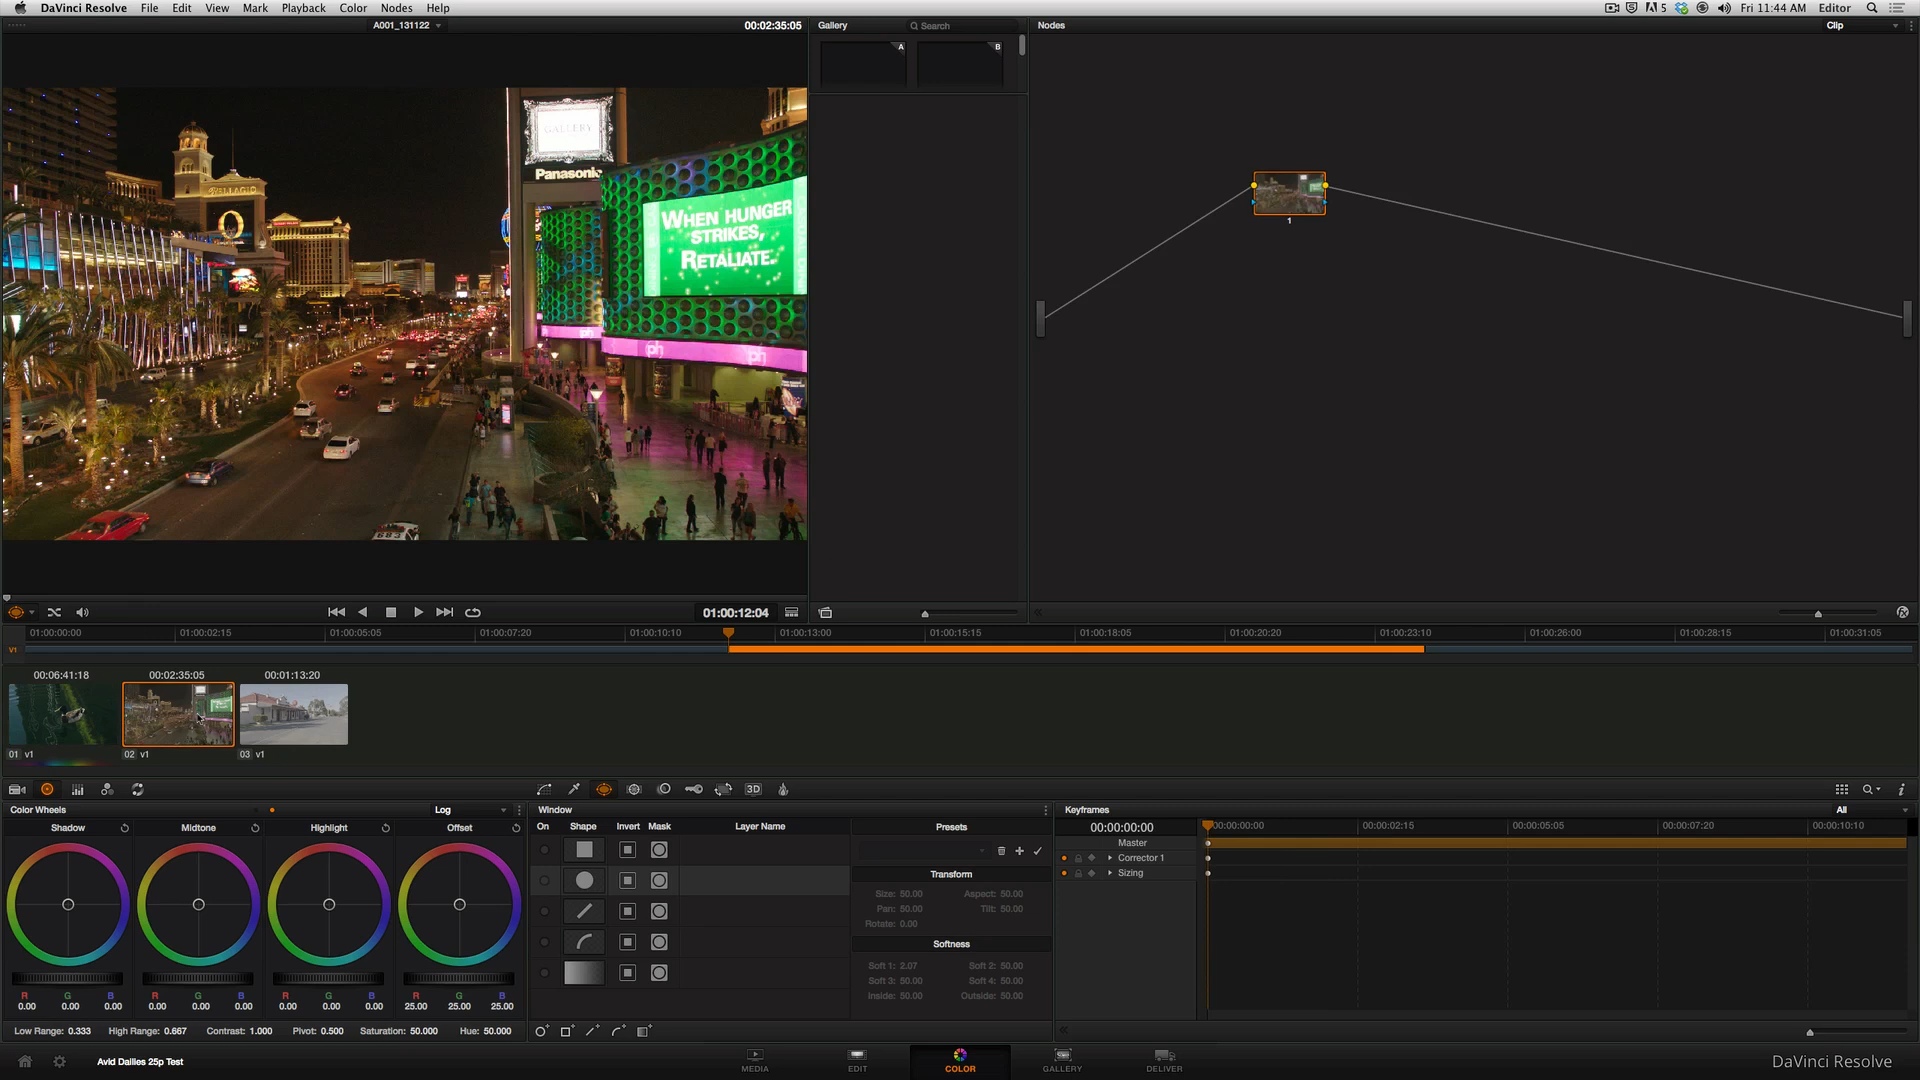 DaVinci Resolve File Edit View Mark Playback Color Nodes Help
5 Fri 11:44 AM Editor
A001_131122
00:02:35:05
Gallery
Search
Nodes
Clip
A
B
GALLERY
Panasonic
BELLAGIO
WHEN HUNGER
STRIKES,
RETALIATE.
ph
ph
683
1
01:00:12:04
01:00:00:00 01:00:02:15 01:00:05:05 01:00:07:20 01:00:10:10 01:00:13:00 01:00:15:15 01:00:18:05 01:00:20:20 01:00:23:10 01:00:26:00 01:00:28:15 01:00:31:05
V1
00:06:41:18 00:02:35:05 00:01:13:20
01 v1 02 v1 03 v1
3D
Color Wheels
Log
Shadow Midtone Highlight Offset
R G B R G B R G B R G B
0.00 0.00 0.00 0.00 0.00 0.00 0.00 0.00 0.00 25.00 25.00 25.00
Low Range: 0.333 High Range: 0.667 Contrast: 1.000 Pivot: 0.500 Saturation: 50.000 Hue: 50.000
Window
On Shape Invert Mask Layer Name
Presets
Transform
Size: 50.00 Aspect: 50.00
Pan: 50.00 Tilt: 50.00
Rotate: 0.00
Softness
Soft 1: 2.07 Soft 2: 50.00
Soft 3: 50.00 Soft 4: 50.00
Inside: 50.00 Outside: 50.00
Keyframes
All
00:00:00:00
00:00:00:00 00:00:02:15 00:00:05:05 00:00:07:20 00:00:10:10
Master
Corrector 1
Sizing
Avid Dailies 25p Test
MEDIA EDIT COLOR GALLERY DELIVER
DaVinci Resolve